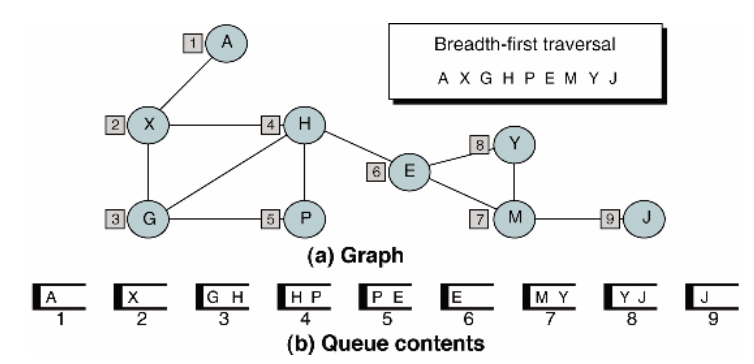 1 A
Breadth-first traversal
A X G H P E M Y J
2 X 4 H
8 Y
6 E
3 G 5 P 7 M 9 J
(a) Graph
A X G H H P P E E M Y Y J J
1 2 3 4 5 6 7 8 9
(b) Queue contents